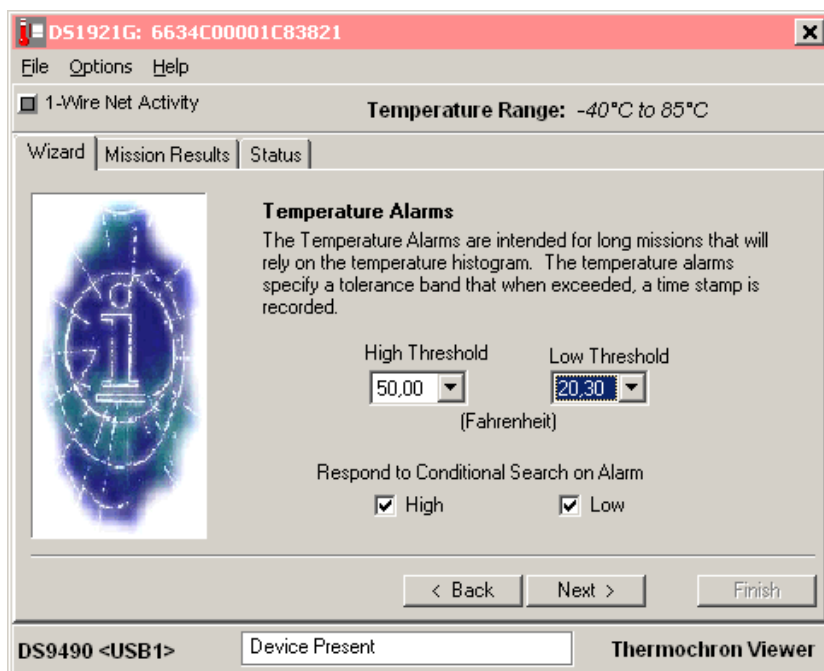 DS1921G: 6634C00001C83821
File Options Help
1-Wire Net Activity
Temperature Range: -40°C to 85°C
Wizard Mission Results Status
Temperature Alarms
The Temperature Alarms are intended for long missions that will
rely on the temperature histogram. The temperature alarms
specify a tolerance band that when exceeded, a time stamp is
recorded.
High Threshold Low Threshold
50,00 20,30
(Fahrenheit)
Respond to Conditional Search on Alarm
High Low
< Back Next > Finish
DS9490 <USB1> Device Present Thermochron Viewer